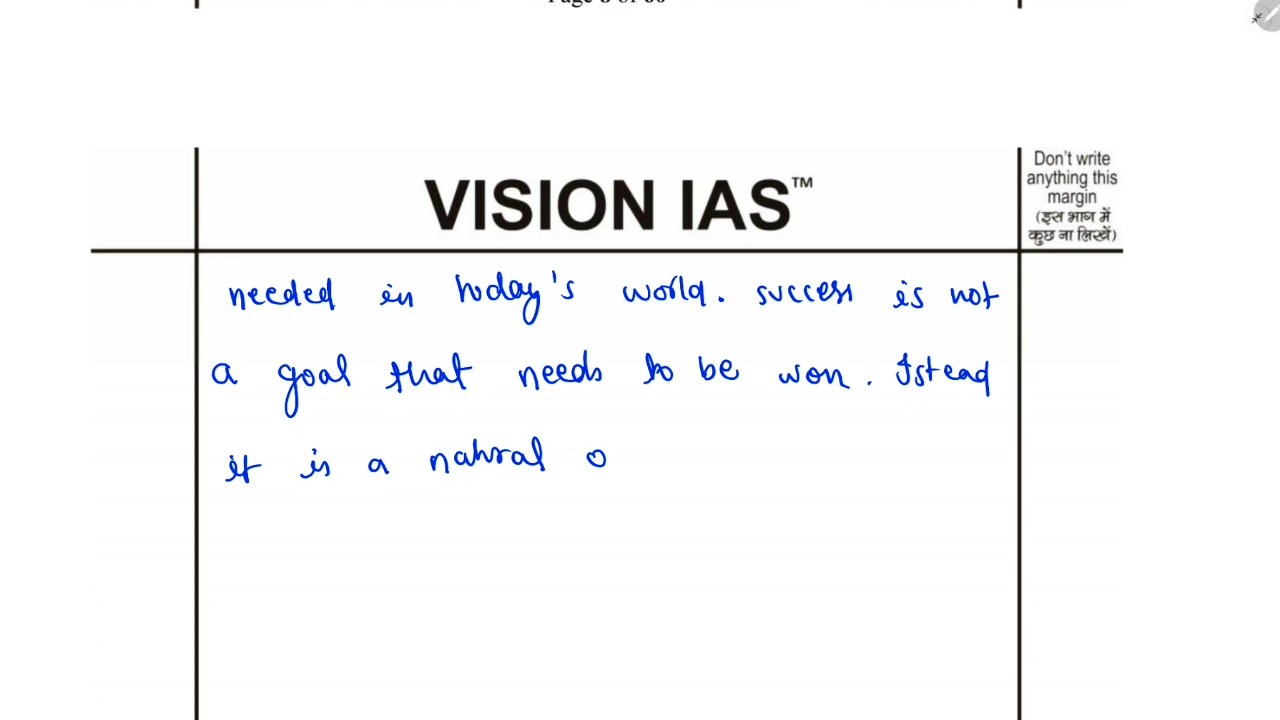 VISION IAS™
Don't write
anything this
margin
(इस भाग में
कुछ ना लिखें)
needed in today's world. success is not
a goal that needs to be won. Istead
it is a natural o